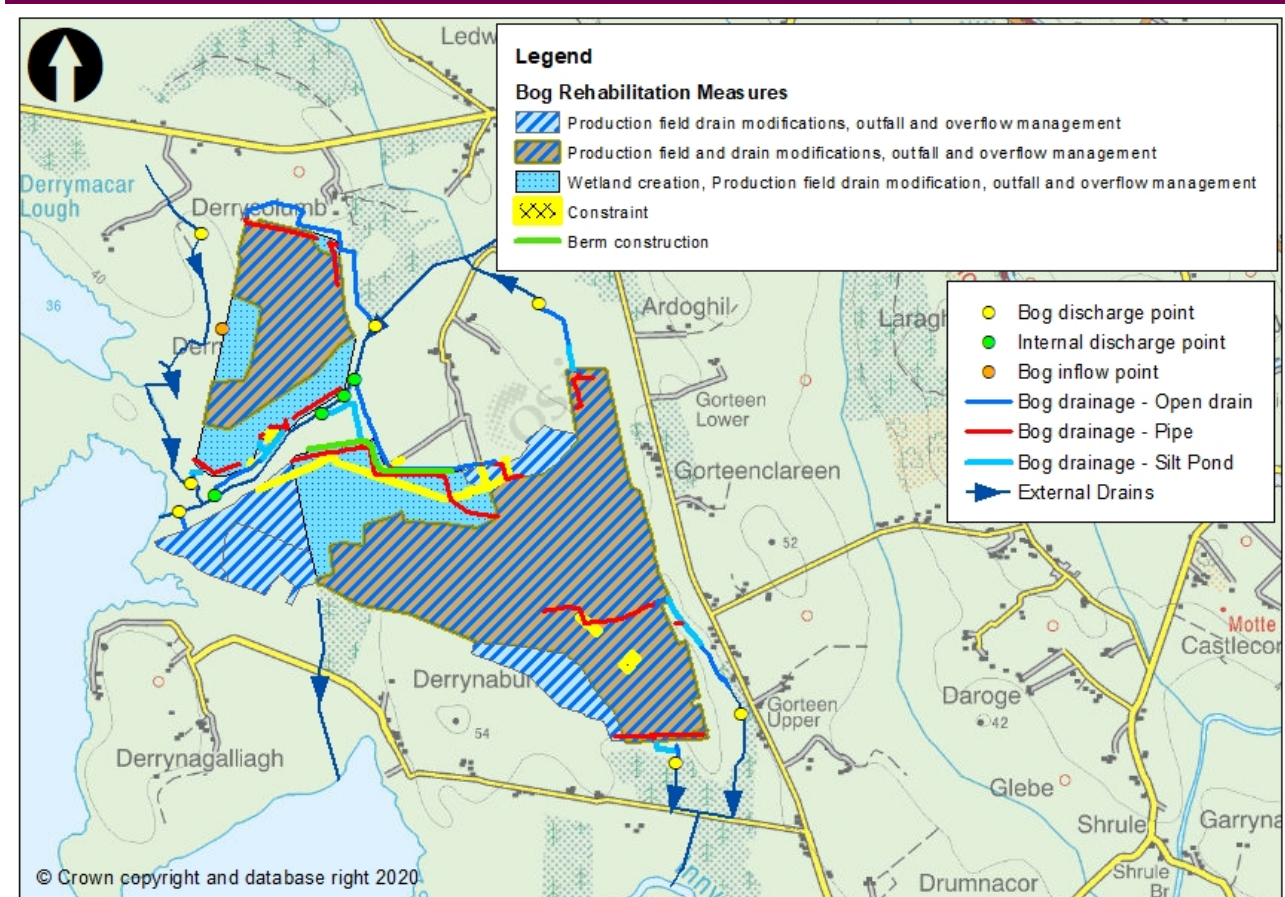 Legend
Bog Rehabilitation Measures
Production field drain modifications, outfall and overflow management
Production field and drain modifications, outfall and overflow management
Wetland creation, Production field drain modification, outfall and overflow management
Constraint
Berm construction
Bog discharge point
Internal discharge point
Bog inflow point
Bog drainage - Open drain
Bog drainage - Pipe
Bog drainage - Silt Pond
External Drains
Ledw
Derrymacar
Lough
Derrycolumb
40
36
Derr
Ardoghil
Laragh
osi
Gorteen
Lower
Gorteenclareen
52
Motte
Castlecor
Derrynabun
54
Gorteen
Upper
Daroge
42
Derrynagalliagh
Glebe
Shrule
Garryna
Shrule
Br
Drumnacor
nny
© Crown copyright and database right 2020